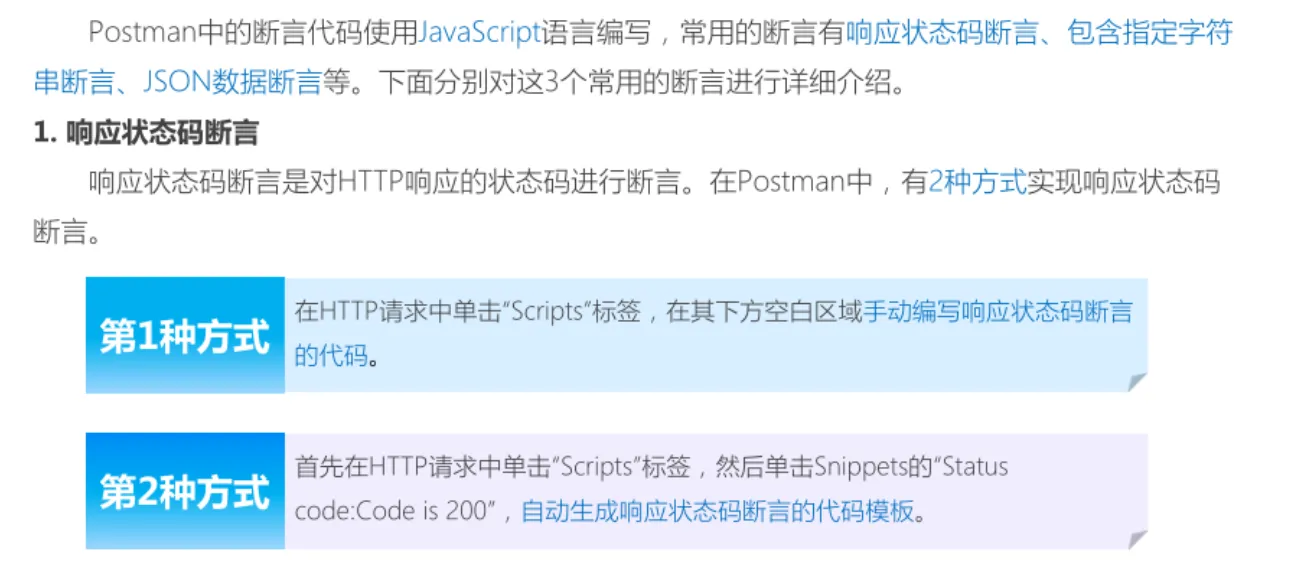 Postman中的断言代码使用JavaScript语言编写，常用的断言有响应状态码断言、包含指定字符
串断言、JSON数据断言等。下面分别对这3个常用的断言进行详细介绍。
1. 响应状态码断言
响应状态码断言是对HTTP响应的状态码进行断言。在Postman中，有2种方式实现响应状态码
断言。
第1种方式
在HTTP请求中单击“Scripts”标签，在其下方空白区域手动编写响应状态码断言
的代码。
第2种方式
首先在HTTP请求中单击“Scripts”标签，然后单击Snippets的“Status
code:Code is 200”，自动生成响应状态码断言的代码模板。